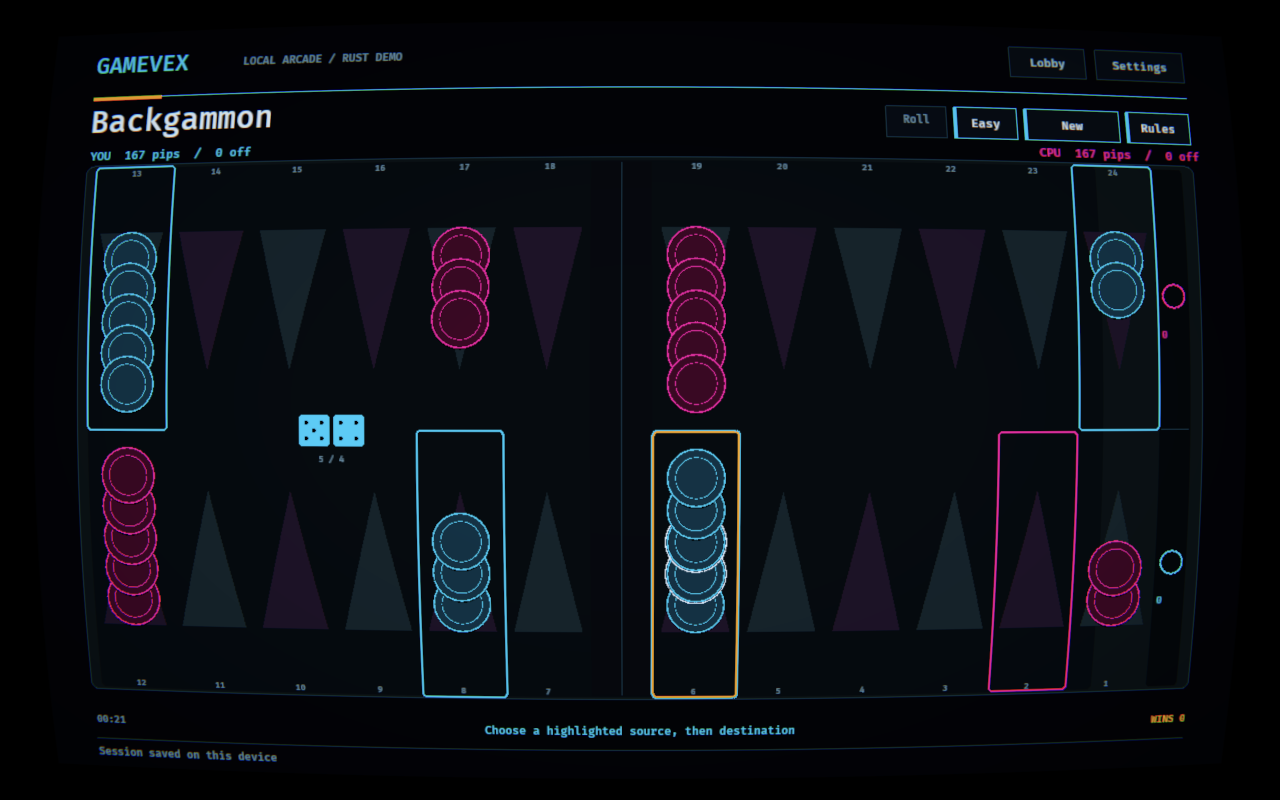 GAMEVEX
LOCAL ARCADE / RUST DEMO
Lobby
Settings
Backgammon
Roll
Easy
New
Rules
YOU 167 pips / 0 off
CPU 167 pips / 0 off
13 14 15 16 17 18 19 20 21 22 23 24
0
5 / 4
0
12 11 10 9 8 7 6 5 4 3 2 1
00:21
Choose a highlighted source, then destination
WINS 0
Session saved on this device